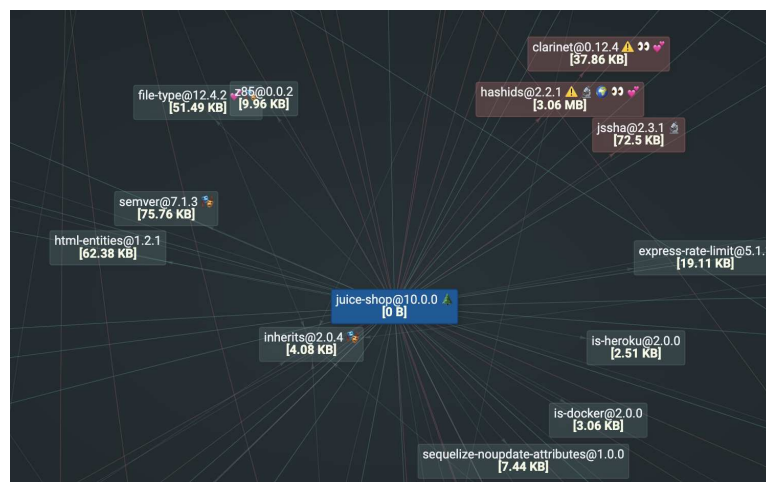 clarinet@0.12.4 ⚠️ 👀 💕
[37.86 KB]
file-type@12.4.2
[51.49 KB]
z85@0.0.2
[9.96 KB]
hashids@2.2.1 ⚠️ 🔬 🌍 👀 💕
[3.06 MB]
jssha@2.3.1 🔬
[72.5 KB]
semver@7.1.3 🎭
[75.76 KB]
html-entities@1.2.1
[62.38 KB]
express-rate-limit@5.1.
[19.11 KB]
juice-shop@10.0.0 🌲
[0 B]
inherits@2.0.4 🎭
[4.08 KB]
is-heroku@2.0.0
[2.51 KB]
is-docker@2.0.0
[3.06 KB]
sequelize-noupdate-attributes@1.0.0
[7.44 KB]